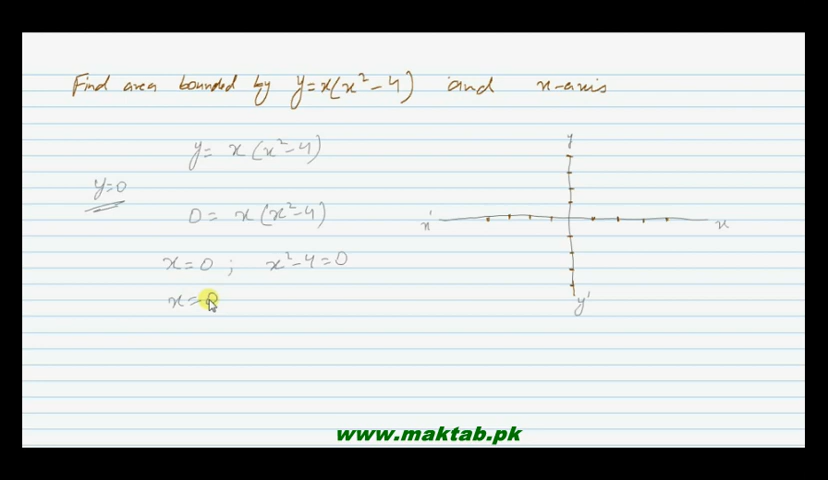 Find area bounded by y=x(x²-4) and x-axis
y= x(x²-4)
y=0
0= x(x²-4)
x=0 ; x²-4=0
x=0
y
x' x
y'
www.maktab.pk